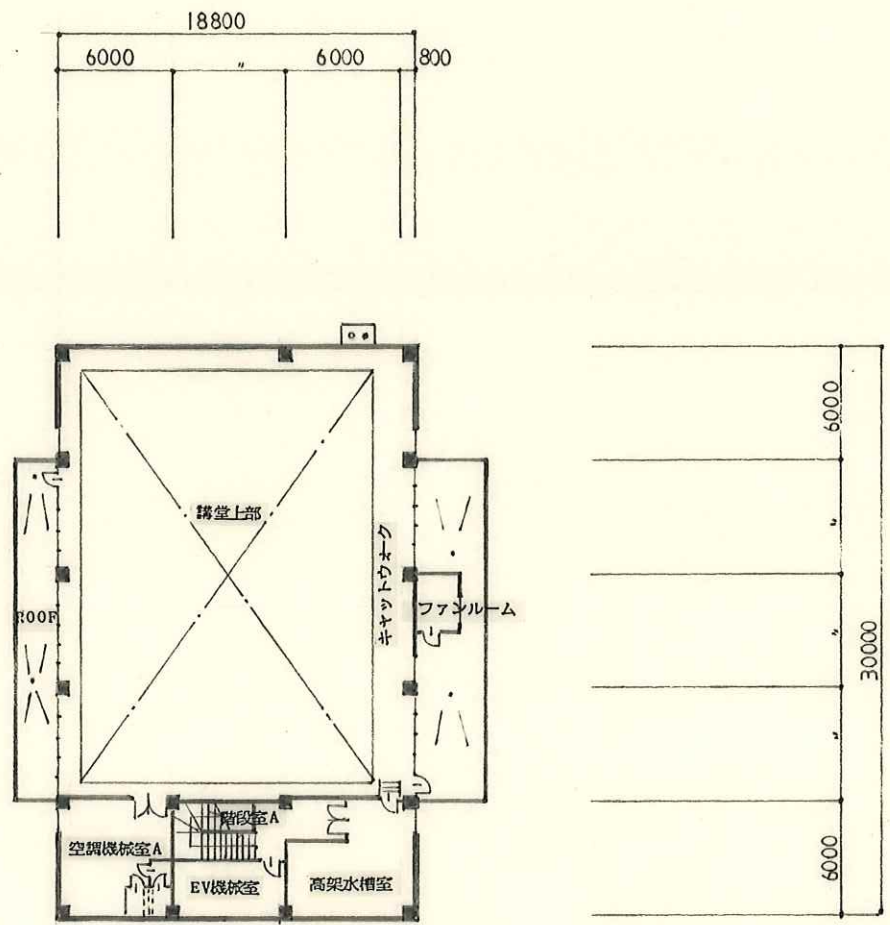 18800
6000 〃 6000 800
講堂上部
キャットウォーク
ROOF
ファンルーム
6000
〃
〃
〃
6000
30000
階段室A
空調機械室A
EV機械室
高架水槽室